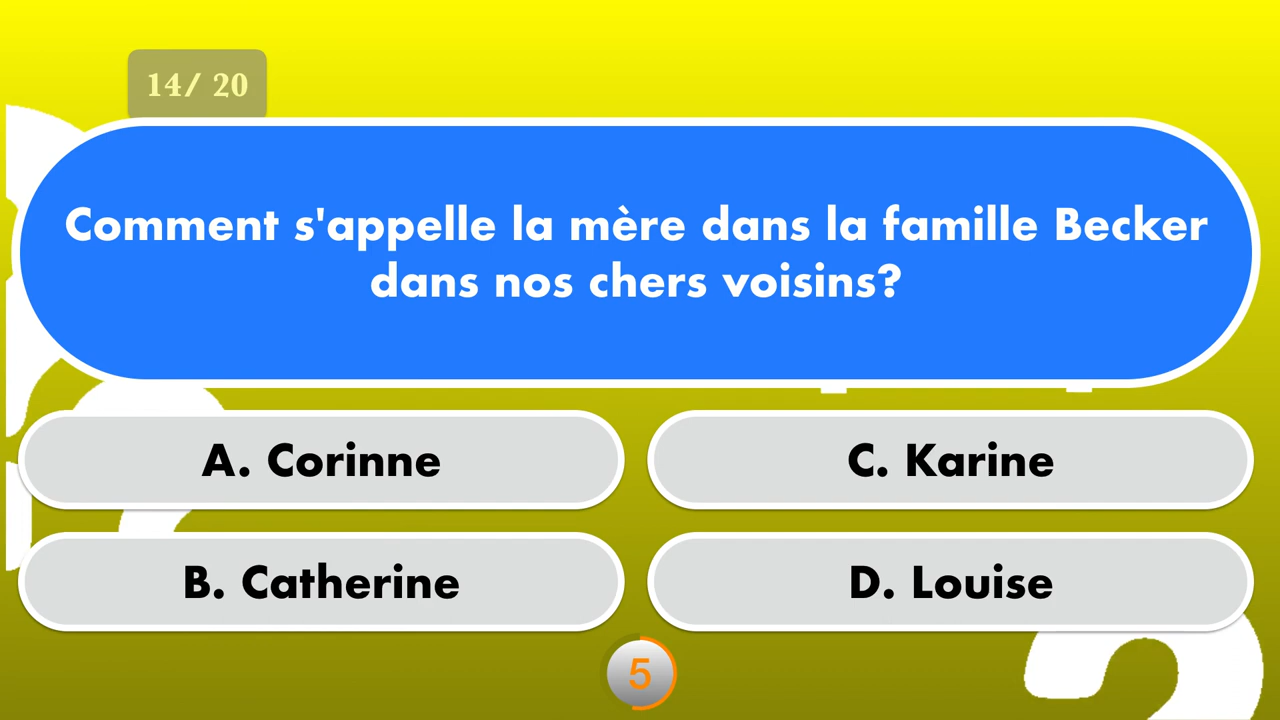 14/ 20
Comment s'appelle la mère dans la famille Becker
dans nos chers voisins?
A. Corinne
C. Karine
B. Catherine
D. Louise
5